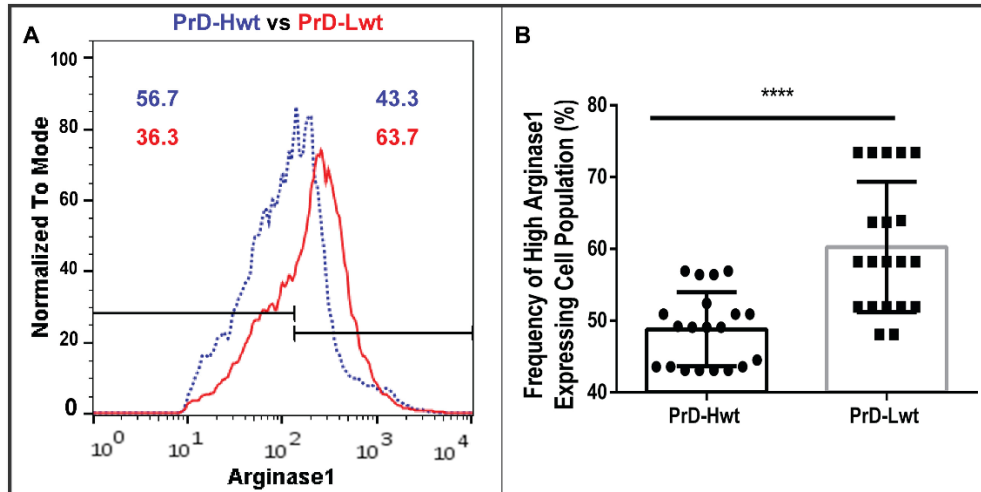 A
PrD-Hwt vs PrD-Lwt
Normalized To Mode
100
80
60
40
20
0
56.7
43.3
36.3
63.7
10^0
10^1
10^2
10^3
10^4
Arginase1
B
****
Frequency of High Arginase1
Expressing Cell Population (%)
80
70
60
50
40
PrD-Hwt
PrD-Lwt